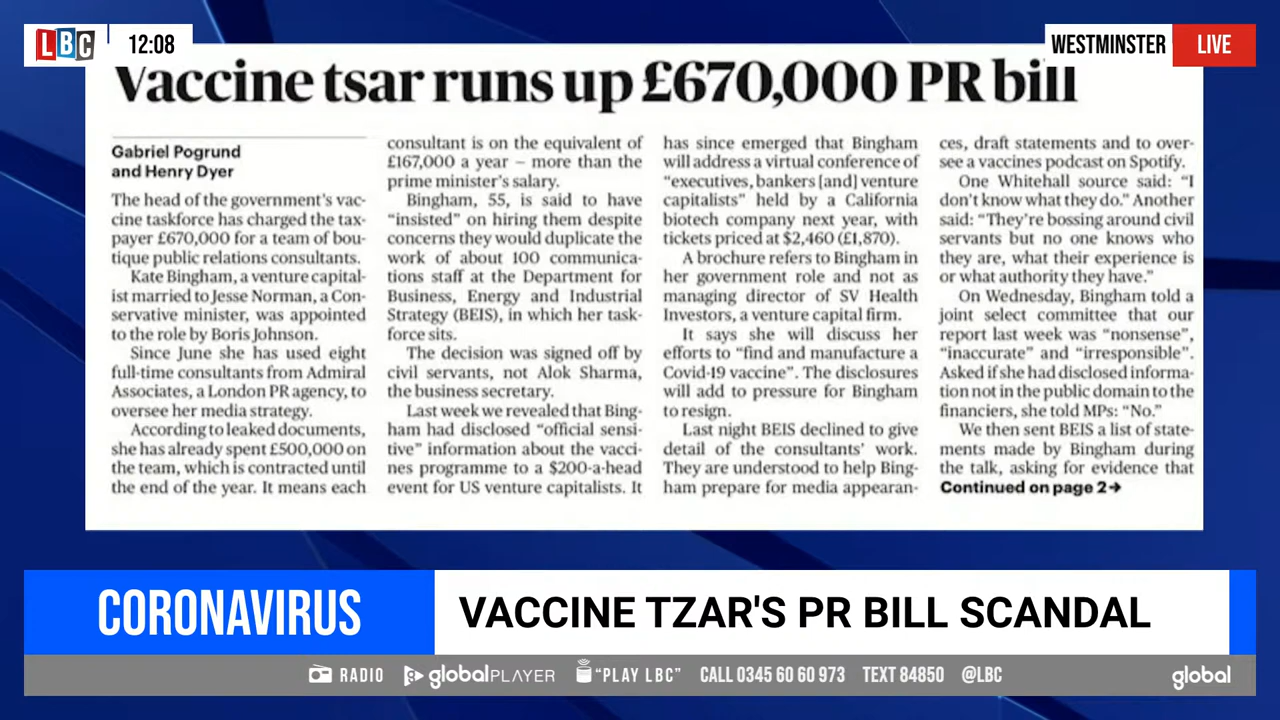 LBC 12:08
WESTMINSTER LIVE
Vaccine tsar runs up £670,000 PR bill
Gabriel Pogrund
and Henry Dyer
The head of the government's vac-
cine taskforce has charged the tax-
payer £670,000 for a team of bou-
tique public relations consultants.
Kate Bingham, a venture capital-
ist married to Jesse Norman, a Con-
servative minister, was appointed
to the role by Boris Johnson.
Since June she has used eight
full-time consultants from Admiral
Associates, a London PR agency, to
oversee her media strategy.
According to leaked documents,
she has already spent £500,000 on
the team, which is contracted until
the end of the year. It means each
consultant is on the equivalent of
£167,000 a year – more than the
prime minister's salary.
Bingham, 55, is said to have
"insisted" on hiring them despite
concerns they would duplicate the
work of about 100 communica-
tions staff at the Department for
Business, Energy and Industrial
Strategy (BEIS), in which her task-
force sits.
The decision was signed off by
civil servants, not Alok Sharma,
the business secretary.
Last week we revealed that Bing-
ham had disclosed "official sensi-
tive" information about the vacci-
nes programme to a $200-a-head
event for US venture capitalists. It
has since emerged that Bingham
will address a virtual conference of
"executives, bankers [and] venture
capitalists" held by a California
biotech company next year, with
tickets priced at $2,460 (£1,870).
A brochure refers to Bingham in
her government role and not as
managing director of SV Health
Investors, a venture capital firm.
It says she will discuss her
efforts to "find and manufacture a
Covid-19 vaccine". The disclosures
will add to pressure for Bingham
to resign.
Last night BEIS declined to give
detail of the consultants' work.
They are understood to help Bing-
ham prepare for media appearan-
ces, draft statements and to over-
see a vaccines podcast on Spotify.
One Whitehall source said: "I
don't know what they do." Another
said: "They're bossing around civil
servants but no one knows who
they are, what their experience is
or what authority they have."
On Wednesday, Bingham told a
joint select committee that our
report last week was "nonsense",
"inaccurate" and "irresponsible".
Asked if she had disclosed informa-
tion not in the public domain to the
financiers, she told MPs: "No."
We then sent BEIS a list of state-
ments made by Bingham during
the talk, asking for evidence that
Continued on page 2→
CORONAVIRUS
VACCINE TZAR'S PR BILL SCANDAL
RADIO globalPLAYER "PLAY LBC" CALL 0345 60 60 973 TEXT 84850 @LBC global